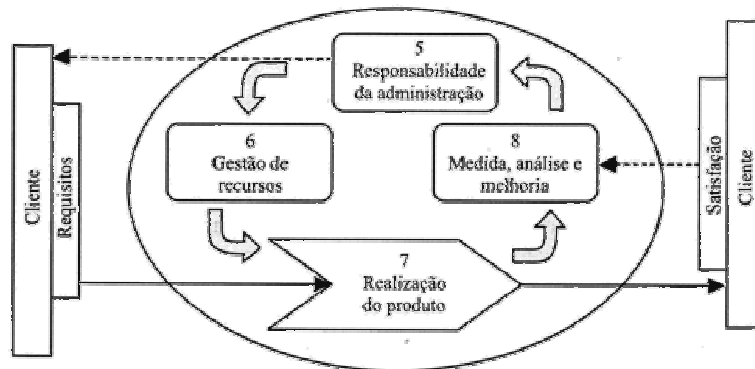 5
Responsabilidade
da administração
6
Gestão de
recursos
8
Medida, análise e
melhoria
7
Realização
do produto
Cliente
Requisitos
Satisfação
Cliente